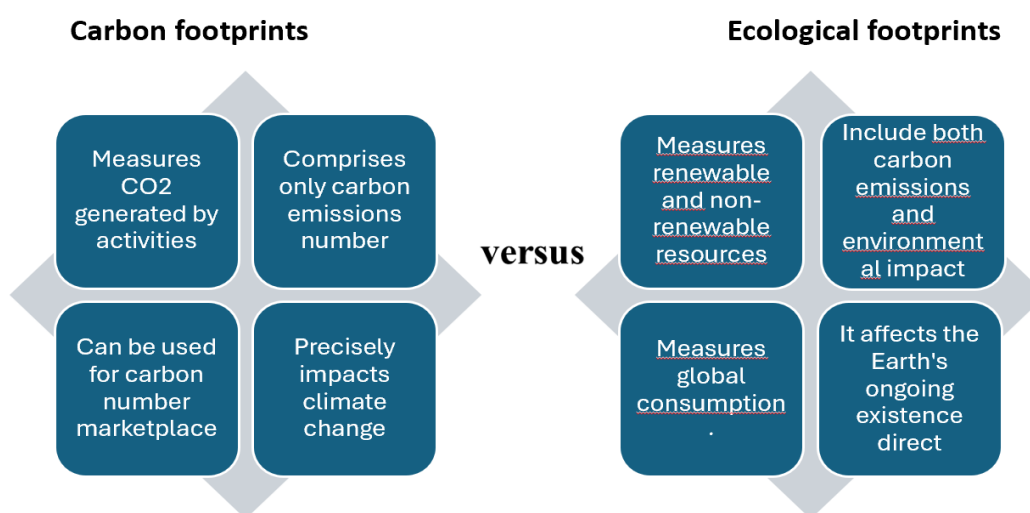 Carbon footprints
Measures
CO2
generated by
activities
Comprises
only carbon
emissions
number
Can be used
for carbon
number
marketplace
Precisely
impacts
climate
change
versus
Ecological footprints
Measures
renewable
and non-
renewable
resources
Include both
carbon
emissions
and
environment
al impact
Measures
global
consumption
.
It affects the
Earth's
ongoing
existence
direct